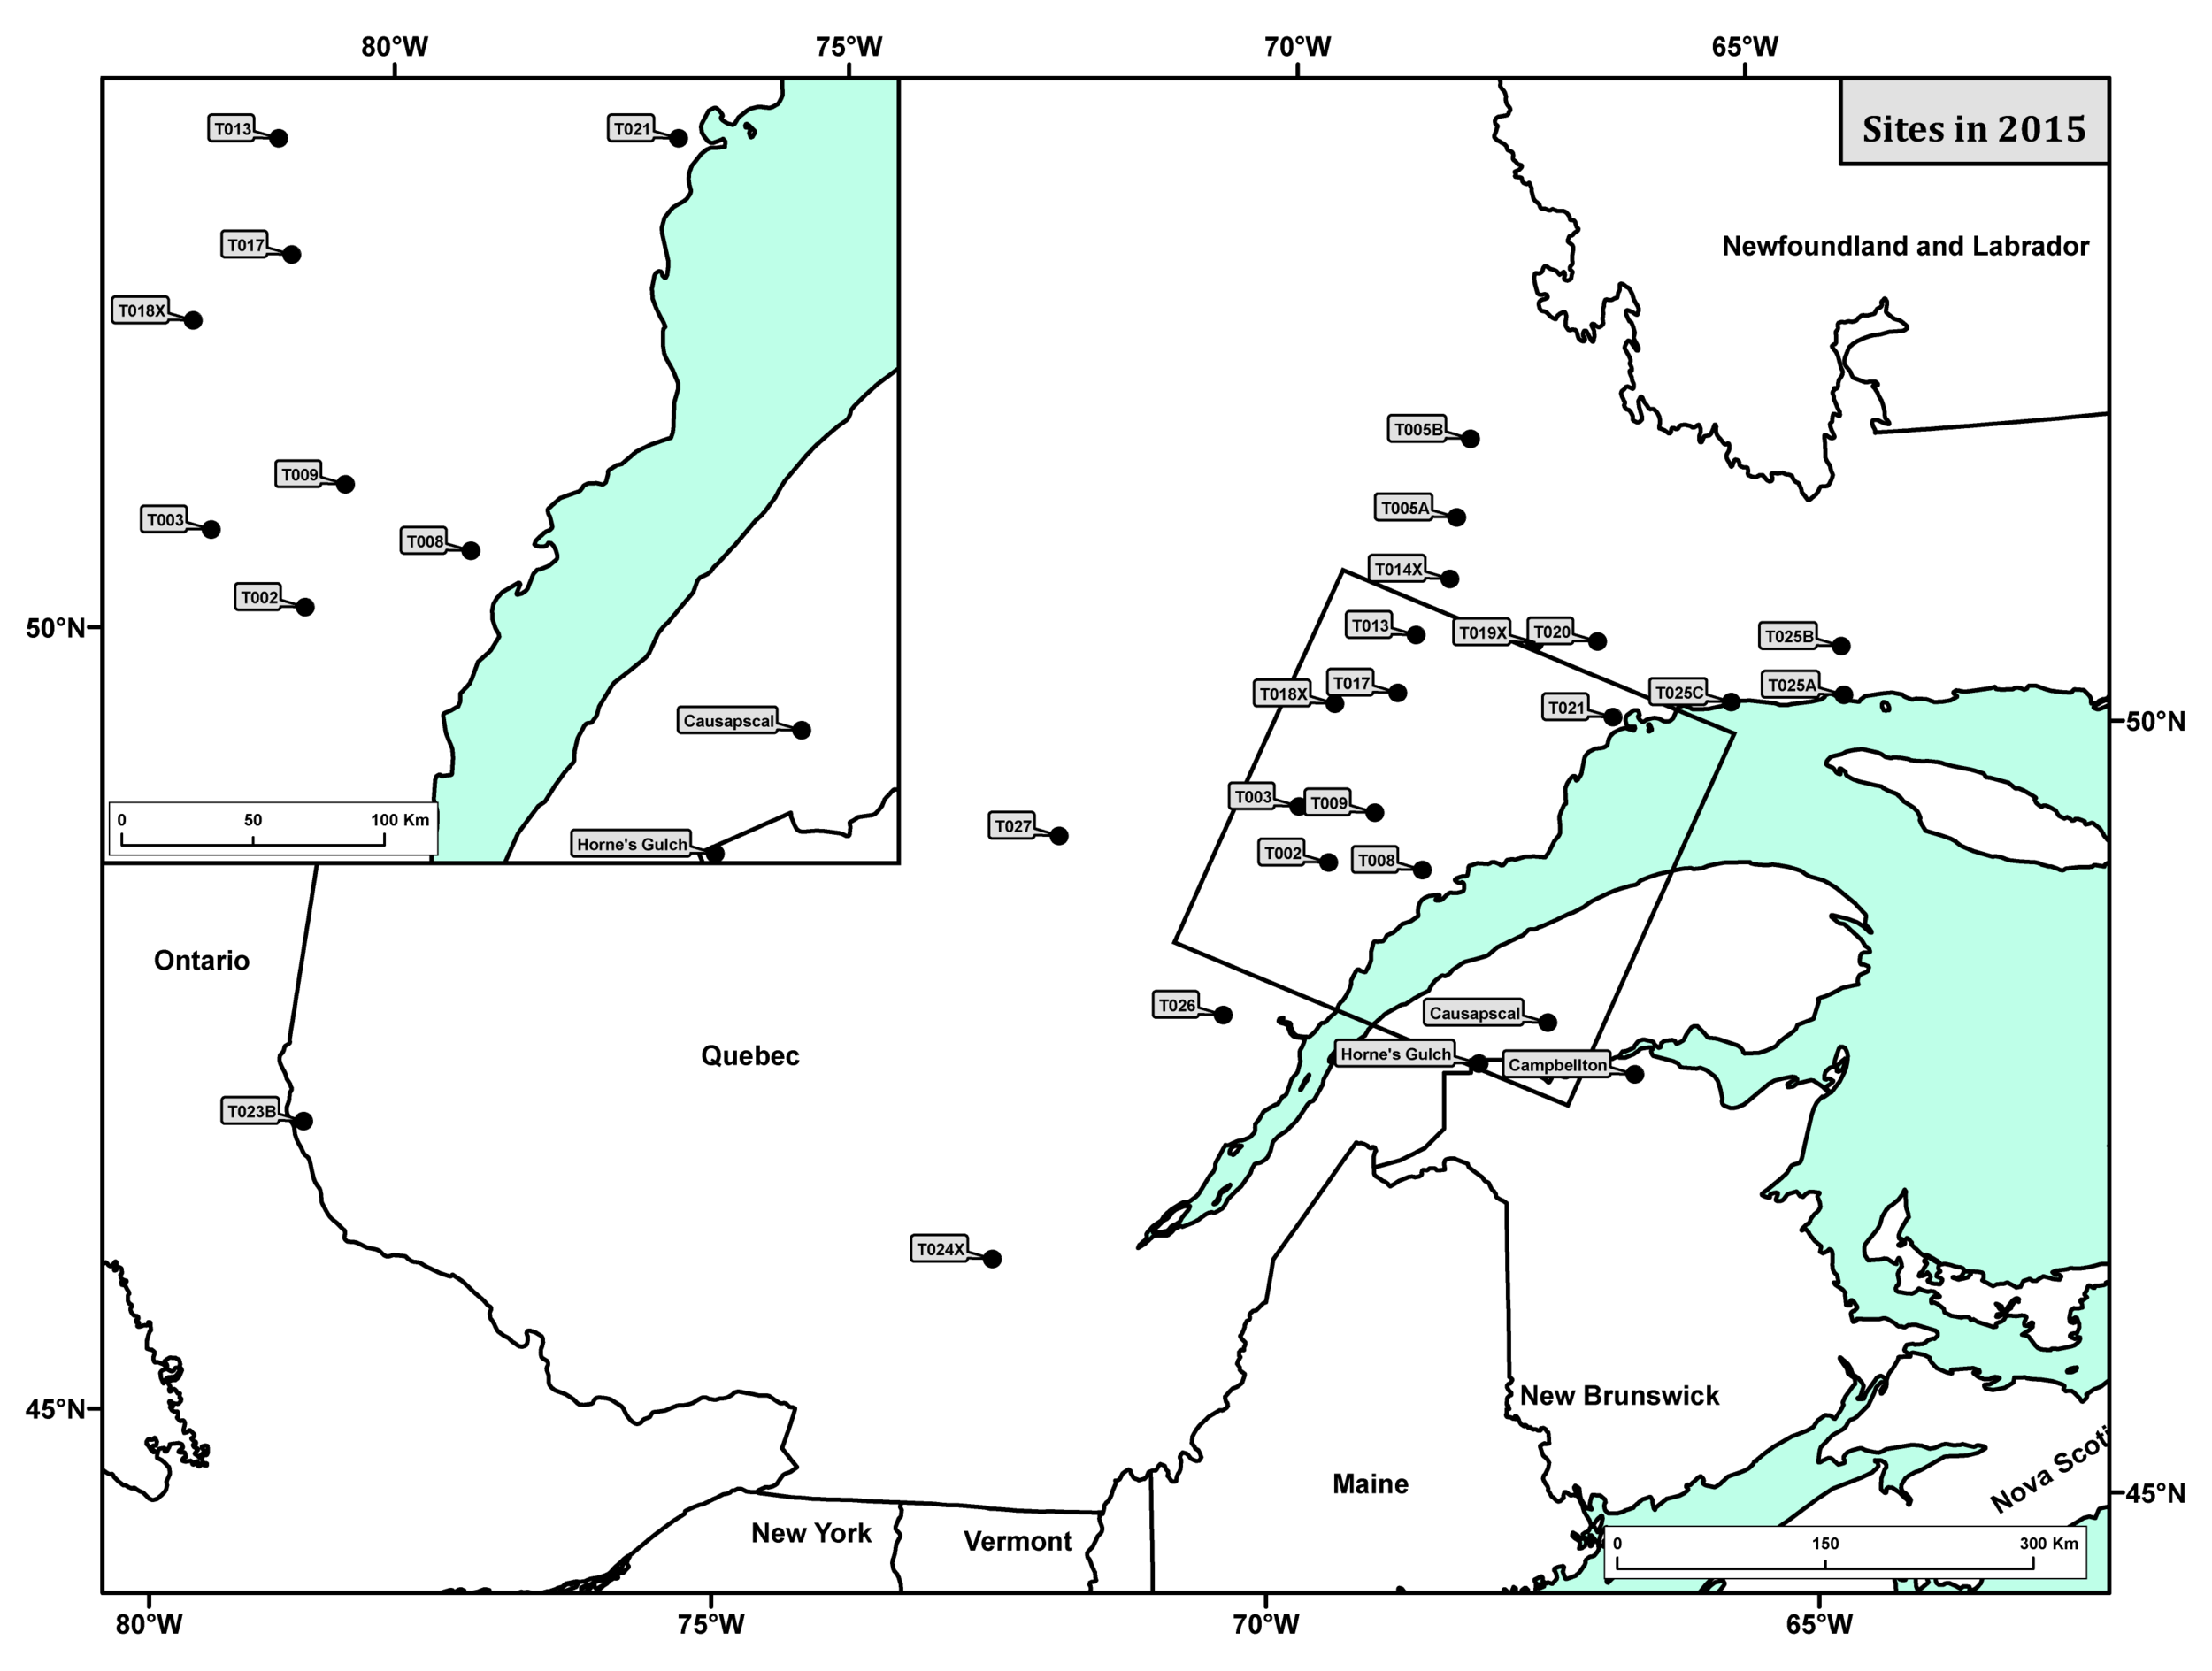 80°W 75°W 70°W 65°W
Sites in 2015
T013
T021
T017
T018X
T009
T003
T008
T002
Causapscal
Horne's Gulch
0 50 100 Km
Newfoundland and Labrador
T005B
T005A
T014X
T013
T019X
T020
T025B
T018X
T017
T021
T025C
T025A
50°N
50°N
T003
T009
T027
T002
T008
T026
Causapscal
Horne's Gulch
Campbellton
Ontario
Quebec
T023B
T024X
45°N
45°N
New Brunswick
Maine
Nova Scoti
New York
Vermont
0 150 300 Km
80°W 75°W 70°W 65°W